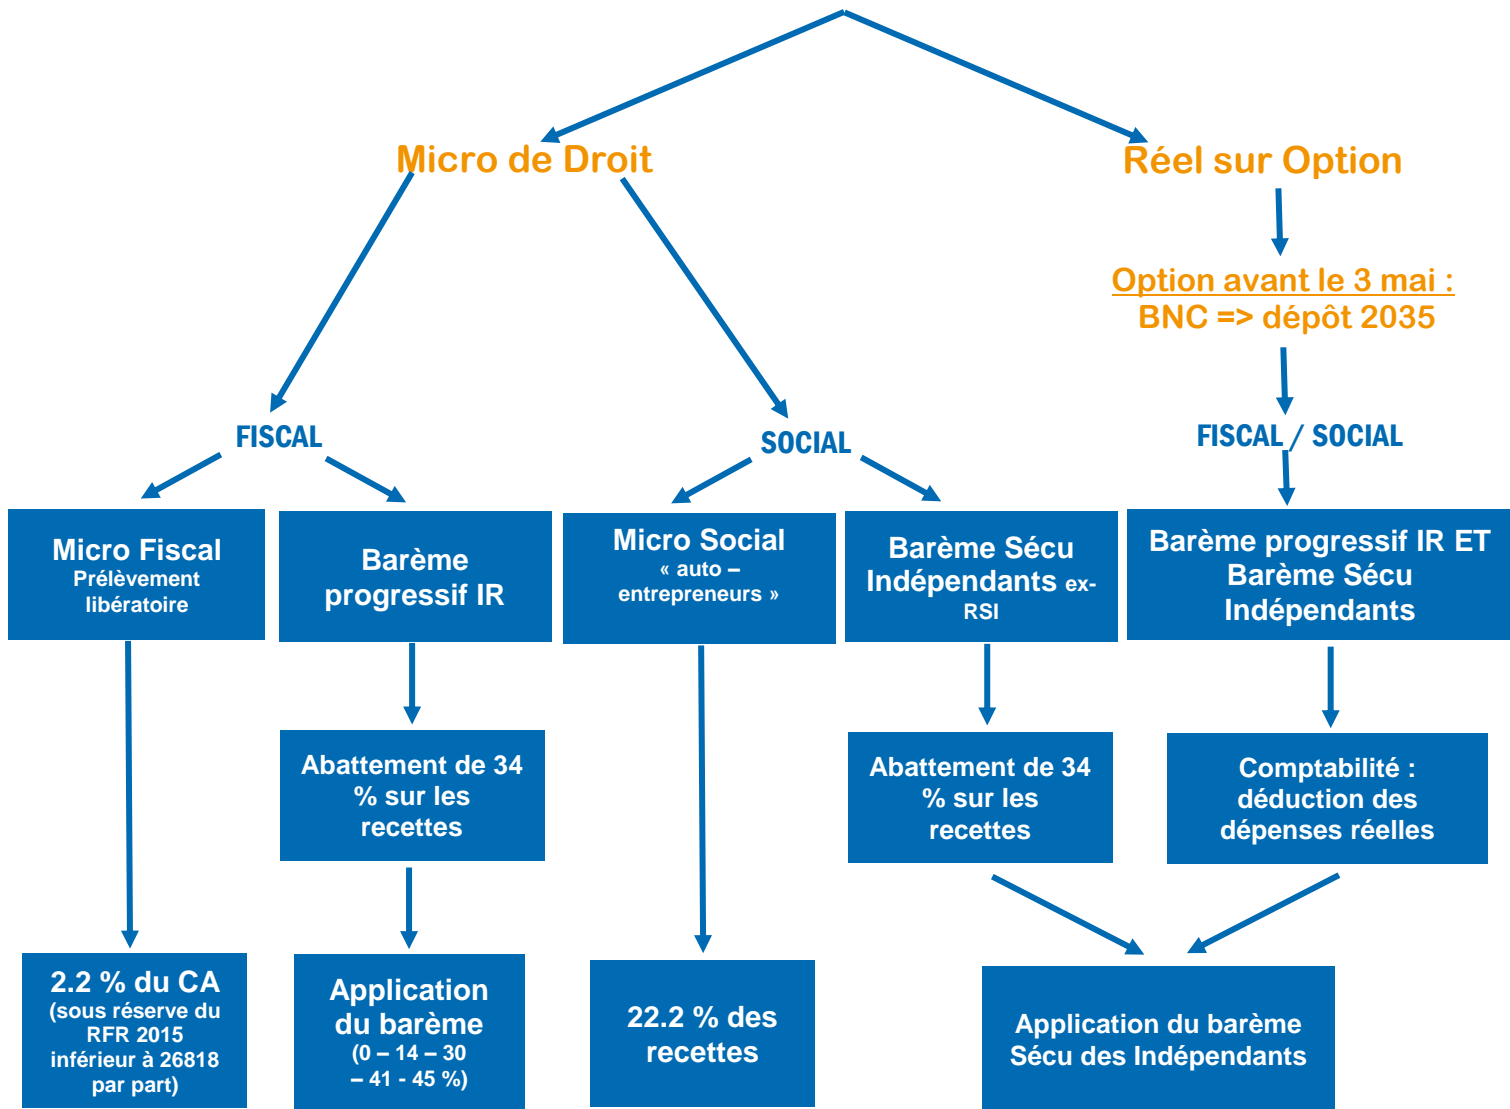 Micro de Droit
Réel sur Option
Option avant le 3 mai :
BNC => dépôt 2035
FISCAL
SOCIAL
FISCAL / SOCIAL
Micro Fiscal
Prélèvement
libératoire
Barème
progressif IR
Micro Social
« auto –
entrepreneurs »
Barème Sécu
Indépendants ex-
RSI
Barème progressif IR ET
Barème Sécu
Indépendants
Abattement de 34
% sur les
recettes
Abattement de 34
% sur les
recettes
Comptabilité :
déduction des
dépenses réelles
2.2 % du CA
(sous réserve du
RFR 2015
inférieur à 26818
par part)
Application
du barème
(0 – 14 – 30
– 41 - 45 %)
22.2 % des
recettes
Application du barème
Sécu des Indépendants